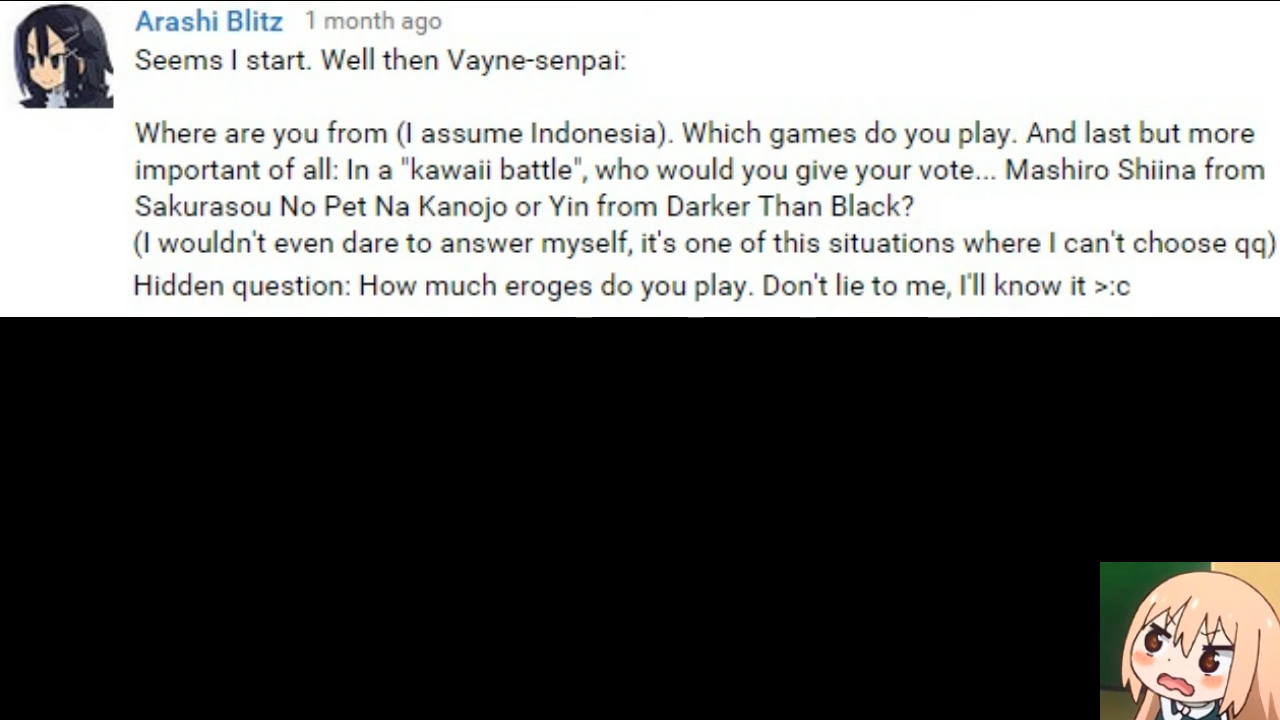 Arashi Blitz 1 month ago
Seems I start. Well then Vayne-senpai:
Where are you from (I assume Indonesia). Which games do you play. And last but more
important of all: In a "kawaii battle", who would you give your vote... Mashiro Shiina from
Sakurasou No Pet Na Kanojo or Yin from Darker Than Black?
(I wouldn't even dare to answer myself, it's one of this situations where I can't choose qq)
Hidden question: How much eroges do you play. Don't lie to me, I'll know it >:c